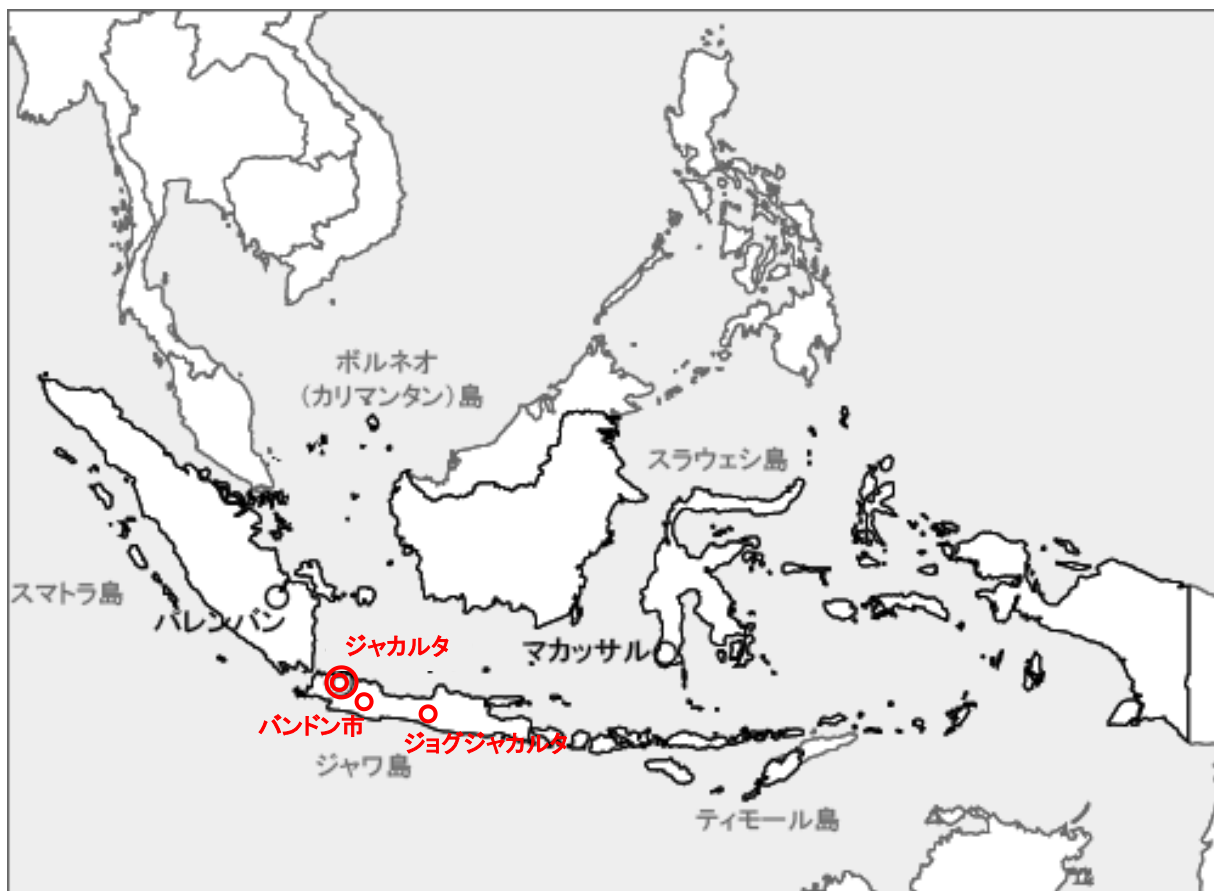 ボルネオ
(カリマンタン)島
スラウェシ島
スマトラ島
パレンバン
ジャカルタ
マカッサル
バンドン市
ジョグジャカルタ
ジャワ島
ティモール島